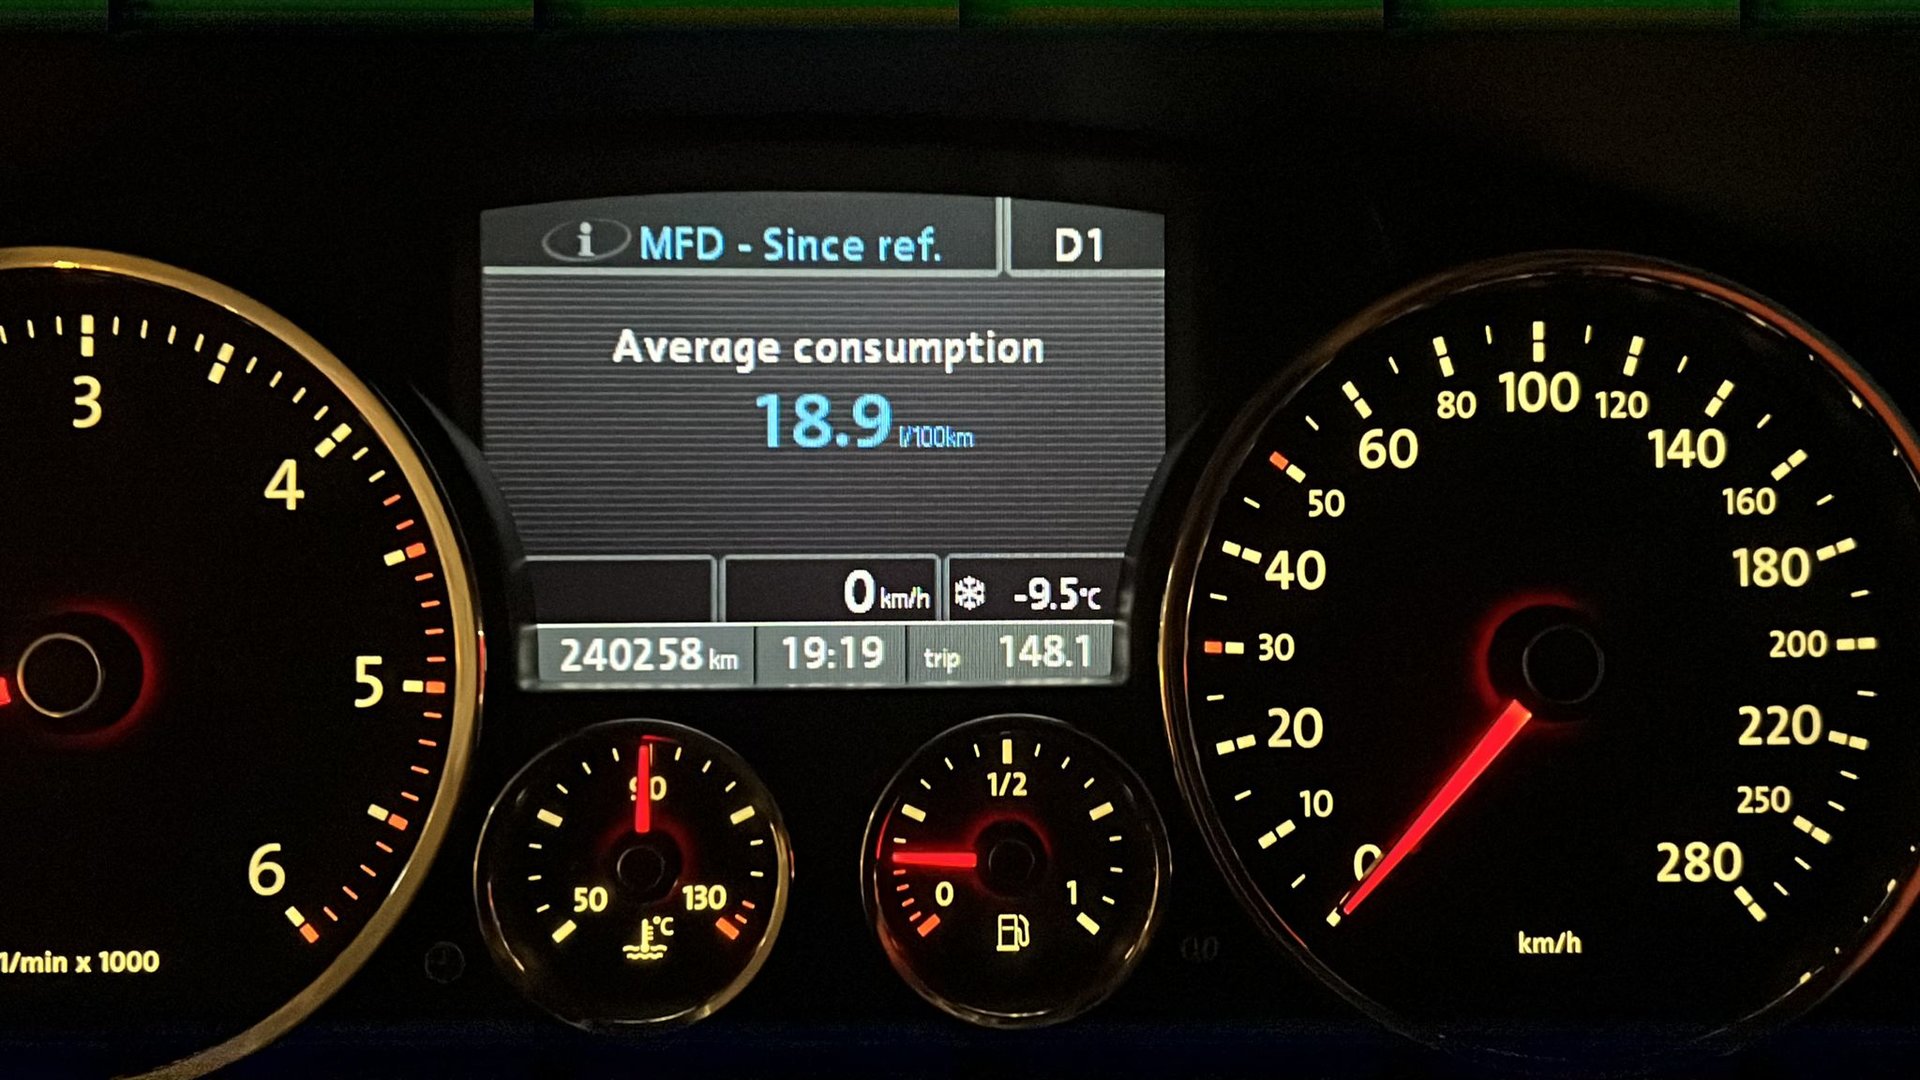 MFD - Since ref.
D1
Average consumption
18.9 l/100km
0 km/h
-9.5°C
240258 km
19:19
trip 148.1
3
4
5
6
1/min x 1000
50
90
130
°C
0
1/2
1
0
10
20
30
40
50
60
80
100
120
140
160
180
200
220
250
280
km/h